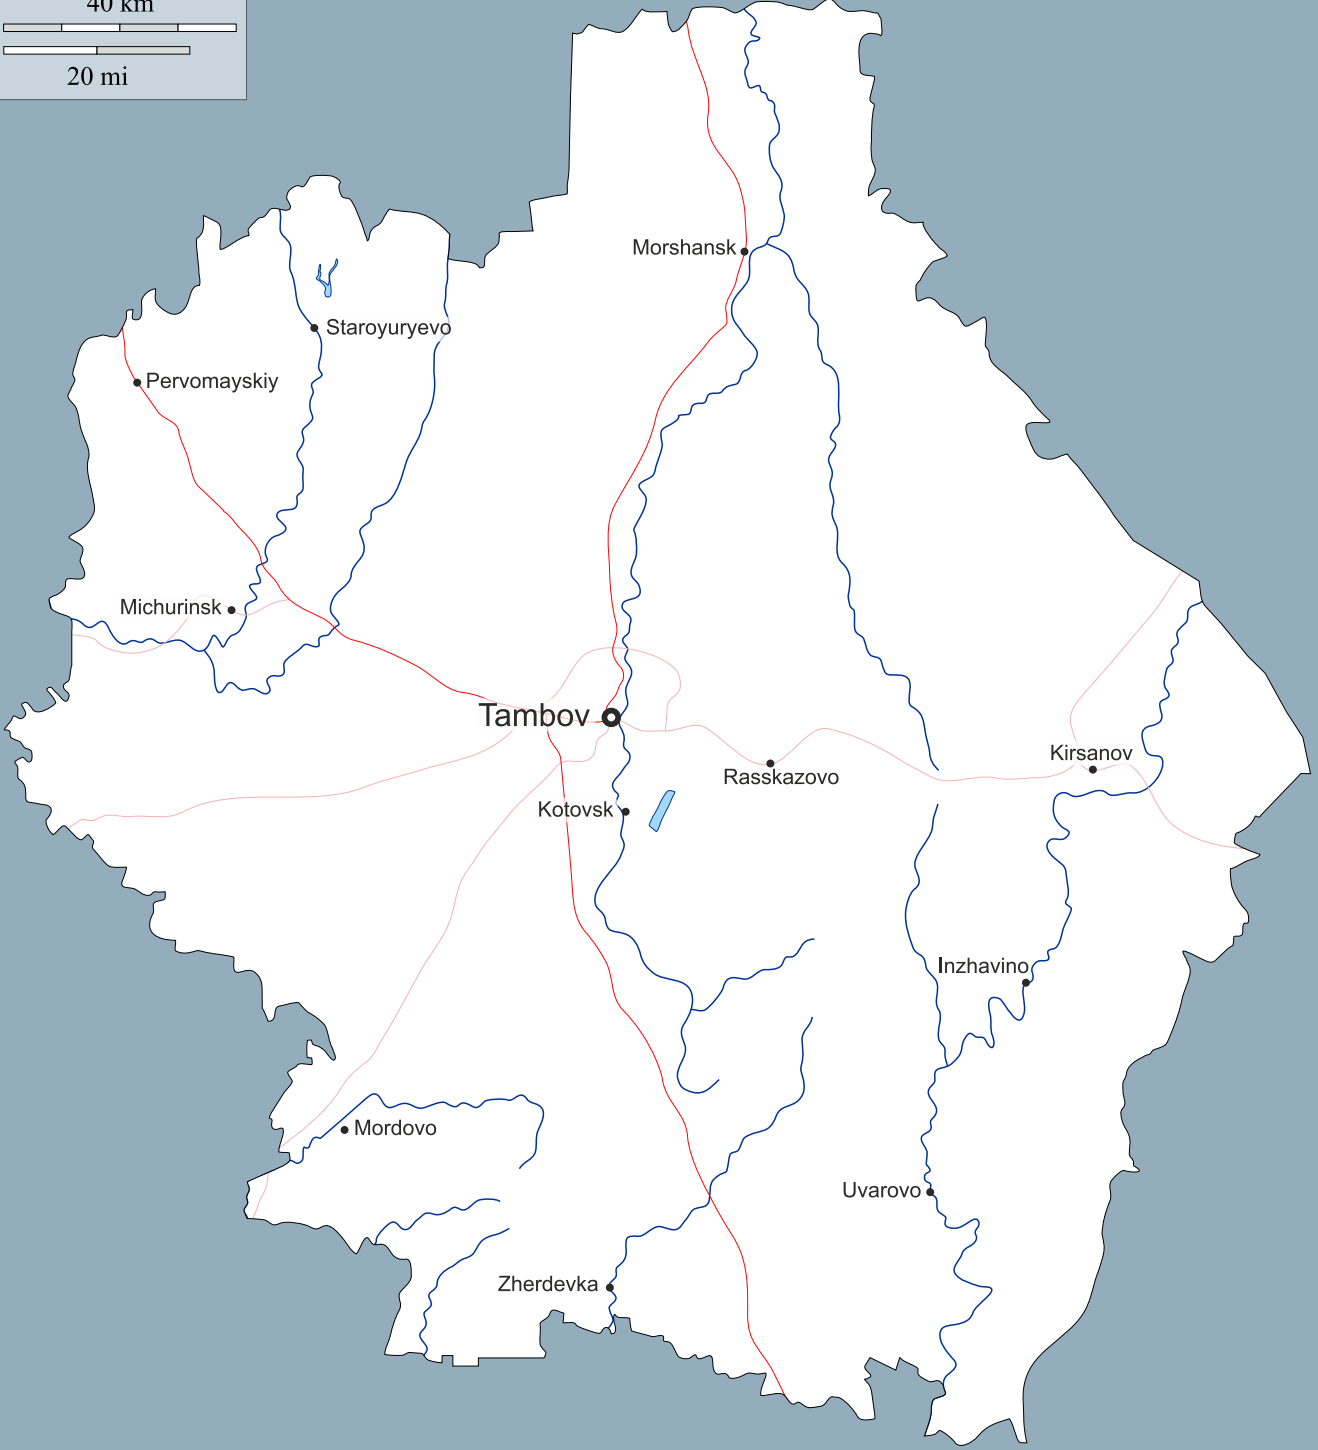 40 km
20 mi
Morshansk
Staroyuryevo
Pervomayskiy
Michurinsk
Tambov
Kirsanov
Rasskazovo
Kotovsk
Inzhavino
Mordovo
Uvarovo
Zherdevka